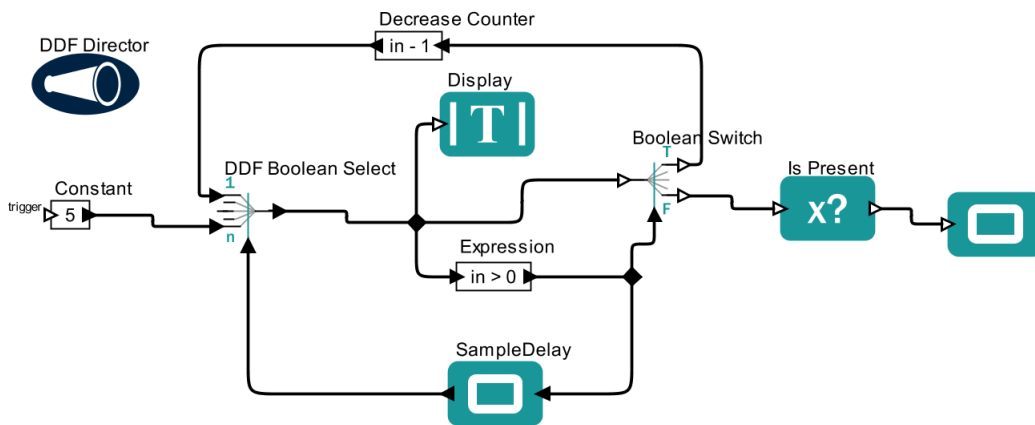 Decrease Counter
in - 1
DDF Director
Display
T
Boolean Switch
T
DDF Boolean Select
Is Present
1
Constant
trigger
5
x?
F
n
Expression
in > 0
SampleDelay